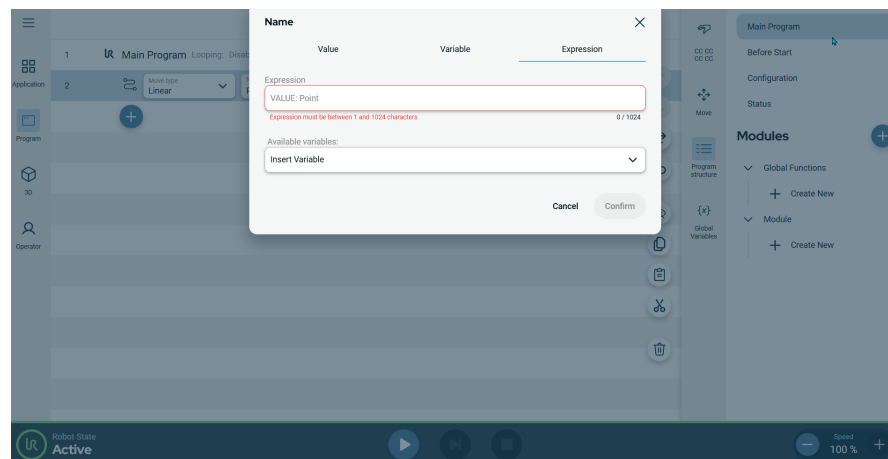 Name
Value Variable Expression
Expression
VALUE: Point
Expression must be between 1 and 1024 characters 0 / 1024
Available variables:
Insert Variable
Cancel Confirm
Application
Program
3D
Operator
1 Main Program Looping: Disab
2 Move type
Linear
CC CC
CC CC
Move
Program
structure
{x}
Global
Variables
Main Program
Before Start
Configuration
Status
Modules
Global Functions
Create New
Module
Create New
Robot State
Active
Speed
100 %